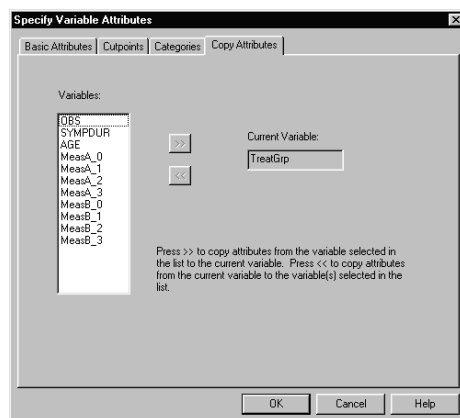 Specify Variable Attributes
Basic Attributes Cutpoints Categories Copy Attributes
Variables:
OBS
SYMPDUR
AGE
MeasA_0
MeasA_1
MeasA_2
MeasA_3
MeasB_0
MeasB_1
MeasB_2
MeasB_3
>>
<<
Current Variable:
TreatGrp
Press >> to copy attributes from the variable selected in
the list to the current variable. Press << to copy attributes
from the current variable to the variable(s) selected in the
list.
OK Cancel Help